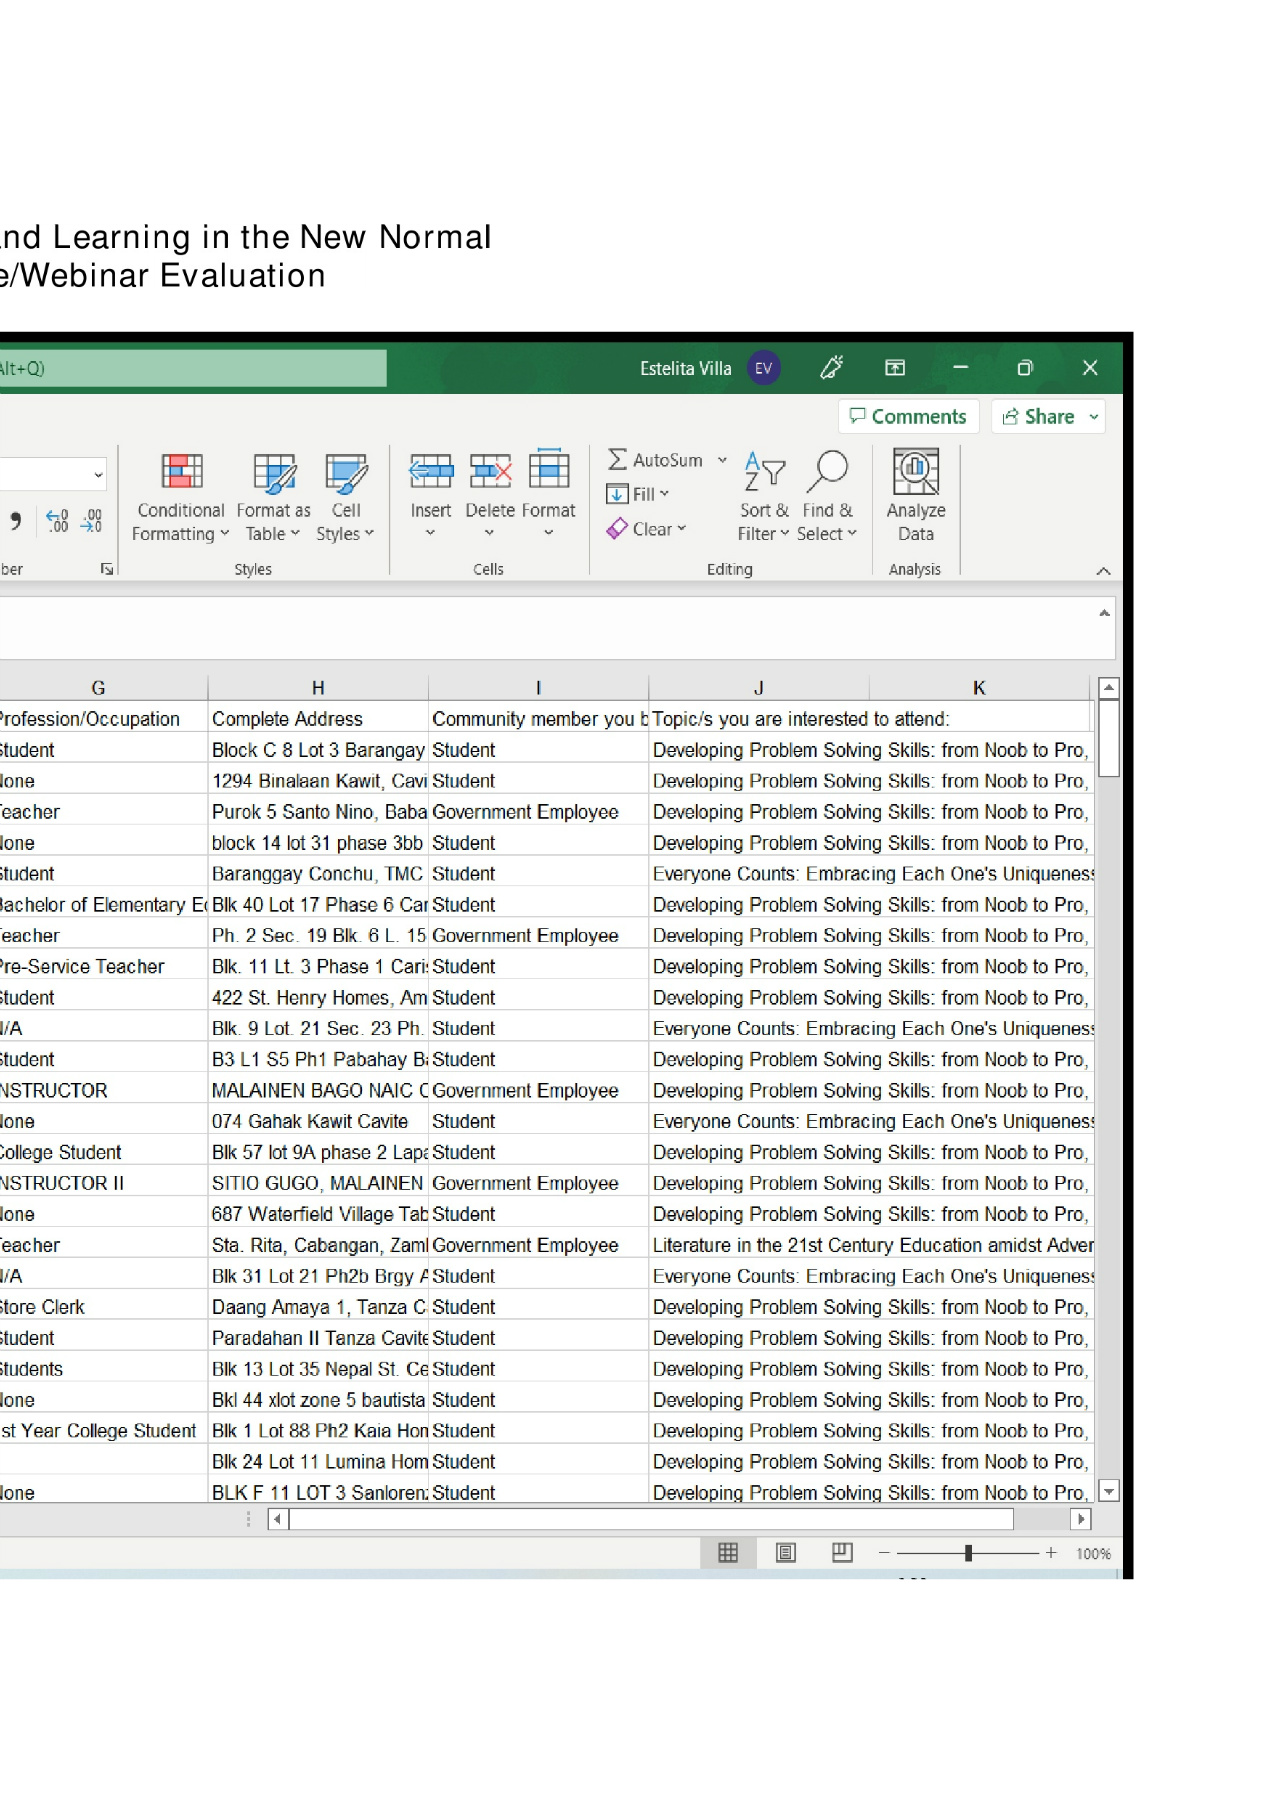 and Learning in the New Normal
e/Webinar Evaluation
Alt+Q)
Estelita Villa EV
Comments Share
Conditional Formatting Format as Table Cell Styles Insert Delete Format AutoSum Fill Clear Sort & Filter Find & Select Analyze Data
.00 .00
ber Styles Cells Editing Analysis
G H I J K
Profession/Occupation Complete Address Community member you b Topic/s you are interested to attend:
Student Block C 8 Lot 3 Barangay Student Developing Problem Solving Skills: from Noob to Pro,
None 1294 Binalaan Kawit, Cavi Student Developing Problem Solving Skills: from Noob to Pro,
Teacher Purok 5 Santo Nino, Baba Government Employee Developing Problem Solving Skills: from Noob to Pro,
None block 14 lot 31 phase 3bb Student Developing Problem Solving Skills: from Noob to Pro,
Student Baranggay Conchu, TMC Student Everyone Counts: Embracing Each One's Uniqueness
Bachelor of Elementary Ed Blk 40 Lot 17 Phase 6 Car Student Developing Problem Solving Skills: from Noob to Pro,
Teacher Ph. 2 Sec. 19 Blk. 6 L. 15 Government Employee Developing Problem Solving Skills: from Noob to Pro,
Pre-Service Teacher Blk. 11 Lt. 3 Phase 1 Caris Student Developing Problem Solving Skills: from Noob to Pro,
Student 422 St. Henry Homes, Am Student Developing Problem Solving Skills: from Noob to Pro,
N/A Blk. 9 Lot. 21 Sec. 23 Ph. Student Everyone Counts: Embracing Each One's Uniqueness
Student B3 L1 S5 Ph1 Pabahay Ba Student Developing Problem Solving Skills: from Noob to Pro,
INSTRUCTOR MALAINEN BAGO NAIC C Government Employee Developing Problem Solving Skills: from Noob to Pro,
None 074 Gahak Kawit Cavite Student Everyone Counts: Embracing Each One's Uniqueness
College Student Blk 57 lot 9A phase 2 Lapa Student Developing Problem Solving Skills: from Noob to Pro,
INSTRUCTOR II SITIO GUGO, MALAINEN Government Employee Developing Problem Solving Skills: from Noob to Pro,
None 687 Waterfield Village Tab Student Developing Problem Solving Skills: from Noob to Pro,
Teacher Sta. Rita, Cabangan, Zaml Government Employee Literature in the 21st Century Education amidst Adver
N/A Blk 31 Lot 21 Ph2b Brgy A Student Everyone Counts: Embracing Each One's Uniqueness
Store Clerk Daang Amaya 1, Tanza C Student Developing Problem Solving Skills: from Noob to Pro,
Student Paradahan II Tanza Cavite Student Developing Problem Solving Skills: from Noob to Pro,
Students Blk 13 Lot 35 Nepal St. Ce Student Developing Problem Solving Skills: from Noob to Pro,
None Bkl 44 xlot zone 5 bautista Student Developing Problem Solving Skills: from Noob to Pro,
st Year College Student Blk 1 Lot 88 Ph2 Kaia Hom Student Developing Problem Solving Skills: from Noob to Pro,
Blk 24 Lot 11 Lumina Hom Student Developing Problem Solving Skills: from Noob to Pro,
None BLK F 11 LOT 3 Sanlorenz Student Developing Problem Solving Skills: from Noob to Pro,
100%